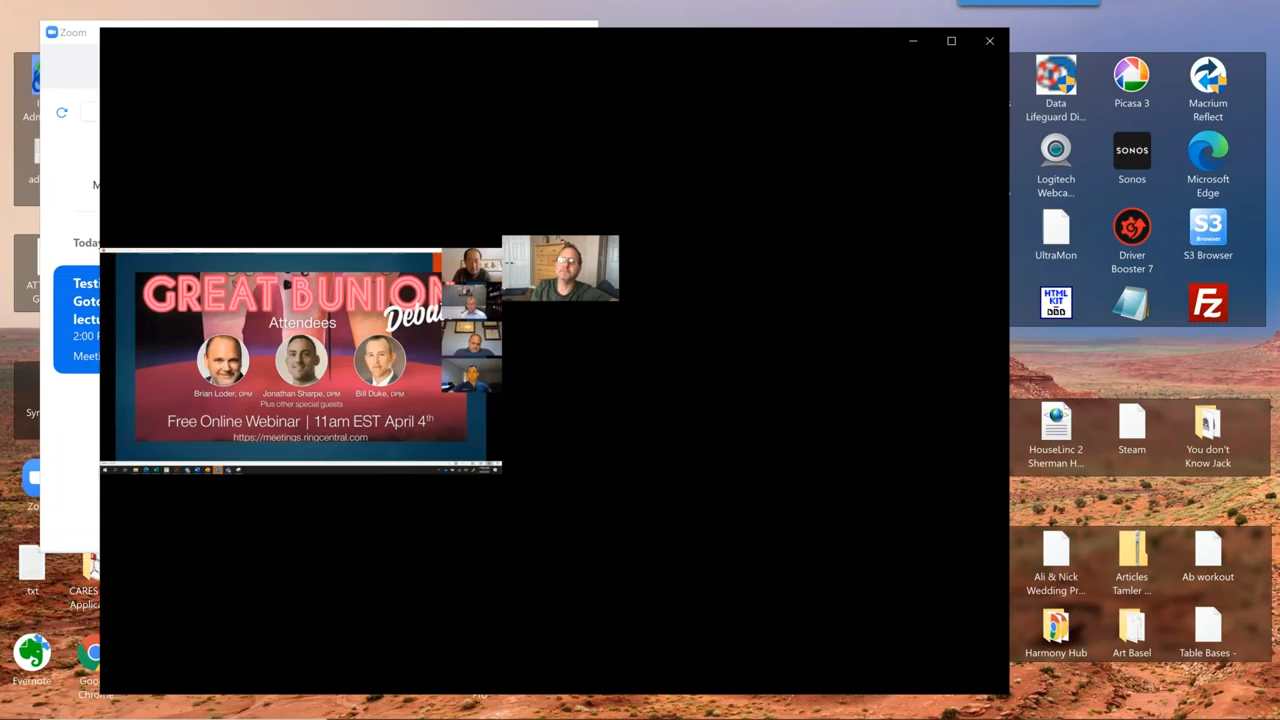 Zoom
Today
Testi
Goto
lectu
2:00 P
Meeti
GREAT BUNION
Debat
Attendees
Brian Loder, DPM
Jonathan Sharpe, DPM
Bill Duke, DPM
Plus other special guests
Free Online Webinar | 11am EST April 4th
https://meetings.ringcentral.com
Data
Lifeguard Di...
Picasa 3
Macrium
Reflect
Logitech
Webca...
SONOS
Sonos
Microsoft
Edge
UltraMon
Driver
Booster 7
S3
Browser
S3 Browser
HTML
KIT
HouseLinc 2
Sherman H...
Steam
You don't
Know Jack
Ali & Nick
Wedding Pr...
Articles
Tamler ...
Ab workout
Harmony Hub
Art Basel
Table Bases -
txt
CARES
Applica
Evernote
Goo
Chrome